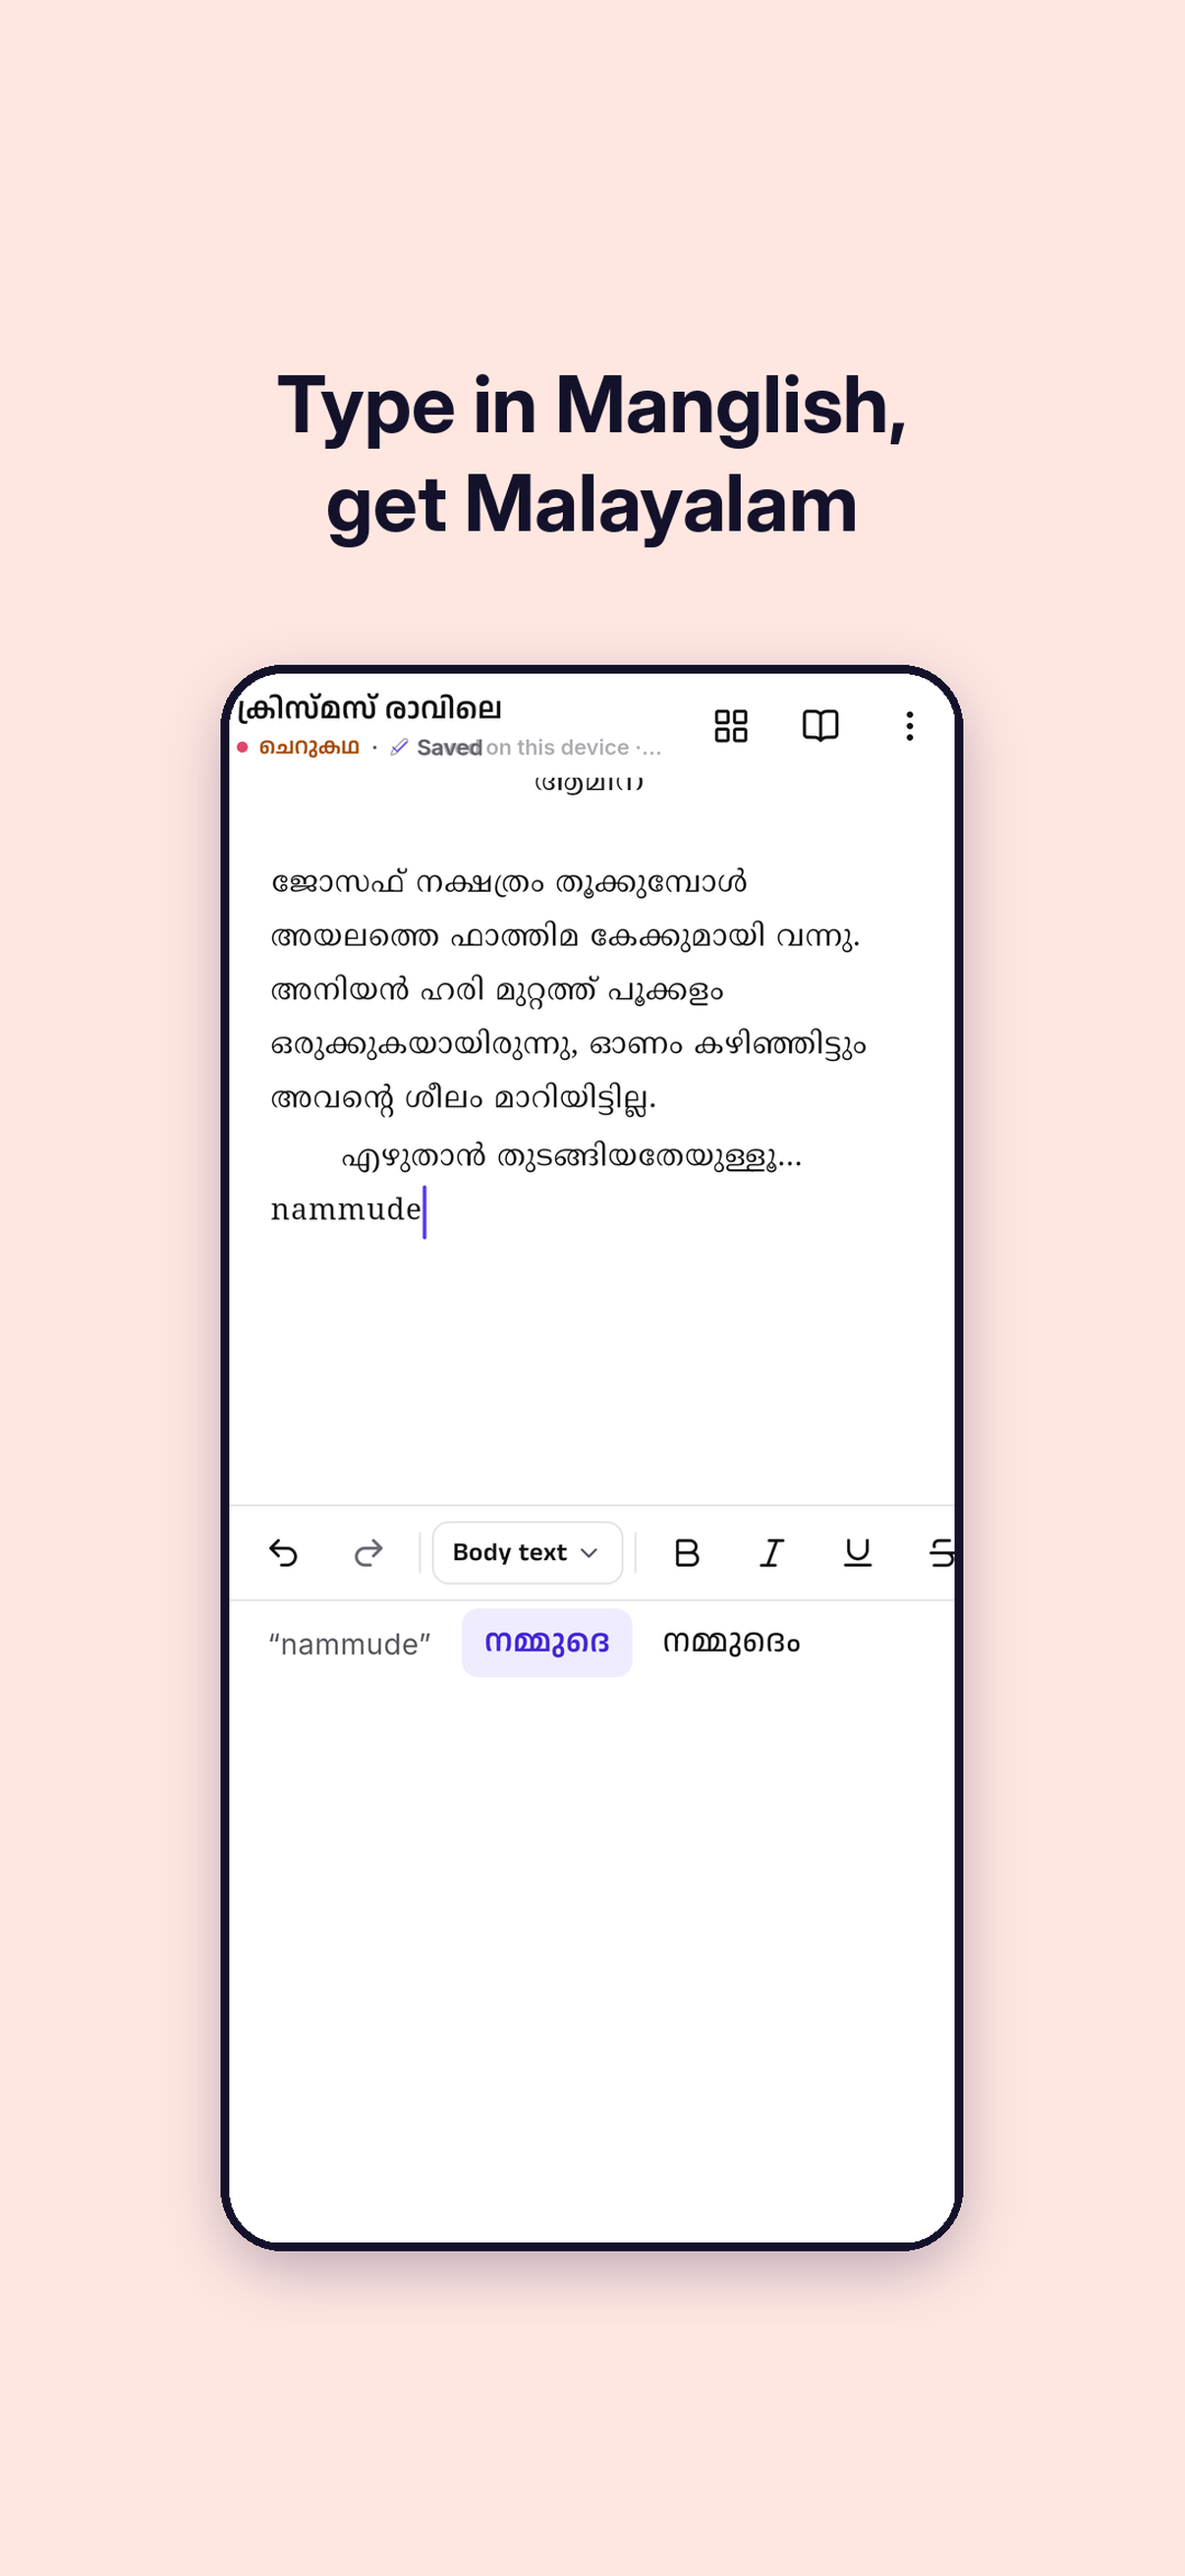 Type in Manglish,
get Malayalam
ക്രിസ്മസ് രാവിലെ
ചെറുകഥ · Saved on this device ·...
ജോസഫ് നക്ഷത്രം തൂക്കുമ്പോൾ
അയലത്തെ ഫാത്തിമ കേക്കുമായി വന്നു.
അനിയൻ ഹരി മുറ്റത്ത് പൂക്കളം
ഒരുക്കുകയായിരുന്നു, ഓണം കഴിഞ്ഞിട്ടും
അവന്റെ ശീലം മാറിയിട്ടില്ല.
എഴുതാൻ തുടങ്ങിയതേയുള്ളൂ...
nammude
Body text B I U S
“nammude” നമ്മുദെ നമ്മുദെം